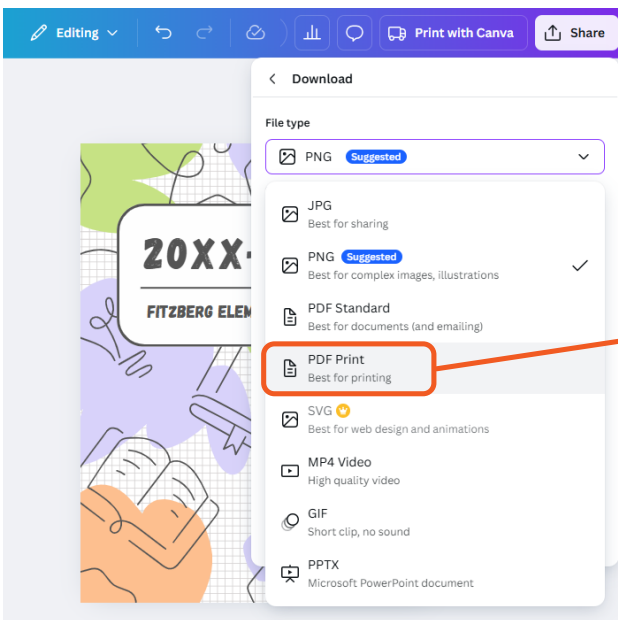 Editing
Print with Canva
Share
Download
File type
PNG Suggested
JPG
Best for sharing
PNG Suggested
Best for complex images, illustrations
PDF Standard
Best for documents (and emailing)
PDF Print
Best for printing
SVG
Best for web design and animations
MP4 Video
High quality video
GIF
Short clip, no sound
PPTX
Microsoft PowerPoint document
20XX-
FITZBERG ELEM